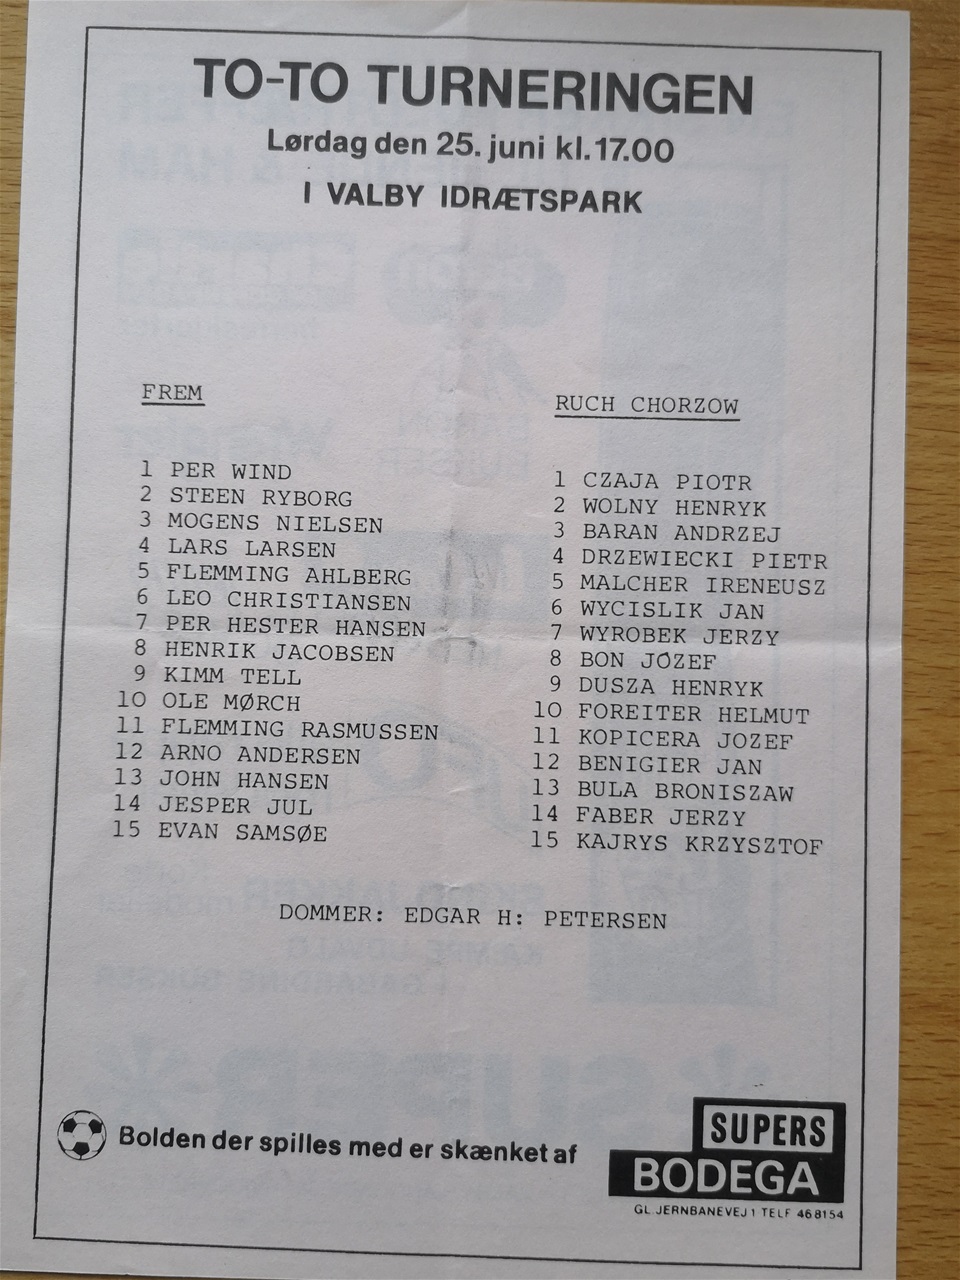 TO-TO TURNERINGEN
Lørdag den 25. juni kl. 17.00
I VALBY IDRÆTSPARK
FREM
1 PER WIND
2 STEEN RYBORG
3 MOGENS NIELSEN
4 LARS LARSEN
5 FLEMMING AHLBERG
6 LEO CHRISTIANSEN
7 PER HESTER HANSEN
8 HENRIK JACOBSEN
9 KIMM TELL
10 OLE MØRCH
11 FLEMMING RASMUSSEN
12 ARNO ANDERSEN
13 JOHN HANSEN
14 JESPER JUL
15 EVAN SAMSØE
RUCH CHORZOW
1 CZAJA PIOTR
2 WOLNY HENRYK
3 BARAN ANDRZEJ
4 DRZEWIECKI PIETR
5 MALCHER IRENEUSZ
6 WYCISLIK JAN
7 WYROBEK JERZY
8 BON JOZEF
9 DUSZA HENRYK
10 FOREITER HELMUT
11 KOPICERA JOZEF
12 BENIGIER JAN
13 BULA BRONISZAW
14 FABER JERZY
15 KAJRYS KRZYSZTOF
DOMMER: EDGAR H: PETERSEN
Bolden der spilles med er skænket af
SUPERS
BODEGA
GL. JERNBANEVEJ 1 TELF 468154